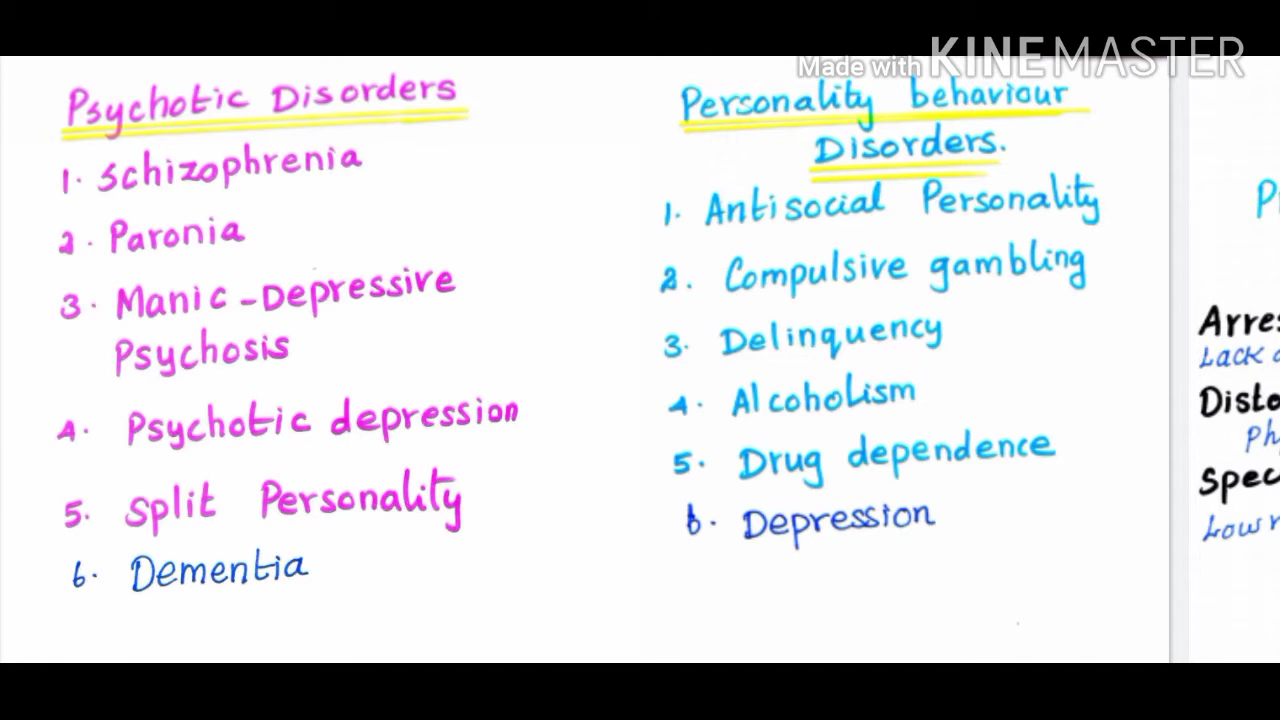 Made with KINEMASTER
Psychotic Disorders
1. Schizophrenia
2. Paronia
3. Manic-Depressive
Psychosis
4. Psychotic depression
5. Split Personality
6. Dementia
Personality behaviour
Disorders.
1. Antisocial Personality
2. Compulsive gambling
3. Delinquency
4. Alcoholism
5. Drug dependence
6. Depression
Lack